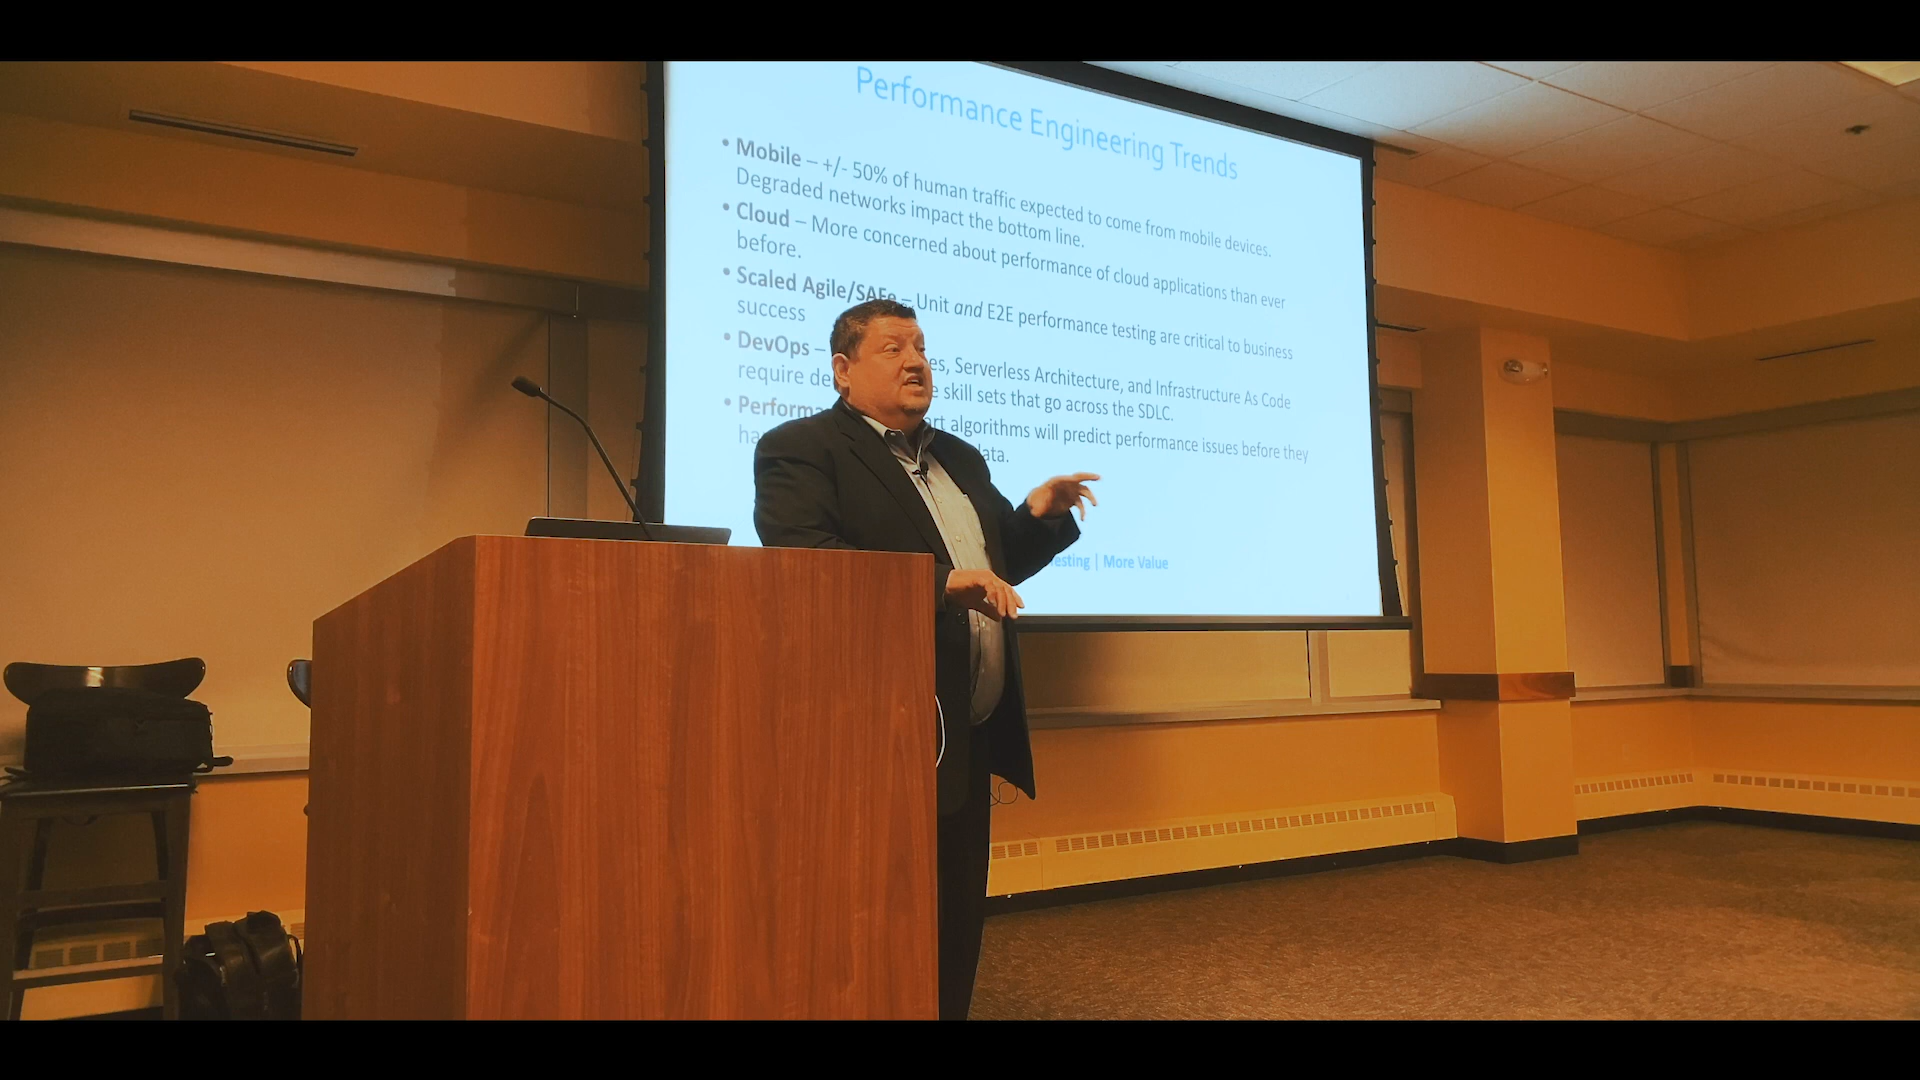 Performance Engineering Trends
• Mobile – +/- 50% of human traffic expected to come from mobile devices.
Degraded networks impact the bottom line.
• Cloud – More concerned about performance of cloud applications than ever
before.
• Scaled Agile/SAFe – Unit and E2E performance testing are critical to business
success
• DevOps – es, Serverless Architecture, and Infrastructure As Code
require de e skill sets that go across the SDLC.
• Performa art algorithms will predict performance issues before they
ha data.
Testing | More Value